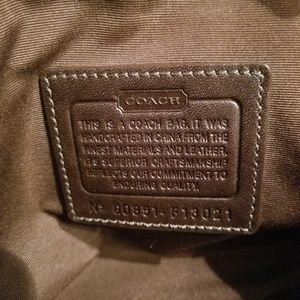 COACH
THIS IS A COACH BAG. IT WAS
HANDCRAFTED IN CHINA FROM THE
FINEST MATERIALS AND LEATHER.
ITS SUPERIOR CRAFTSMANSHIP
REFLECTS OUR COMMITMENT TO
ENDURING QUALITY.
Nº F13021